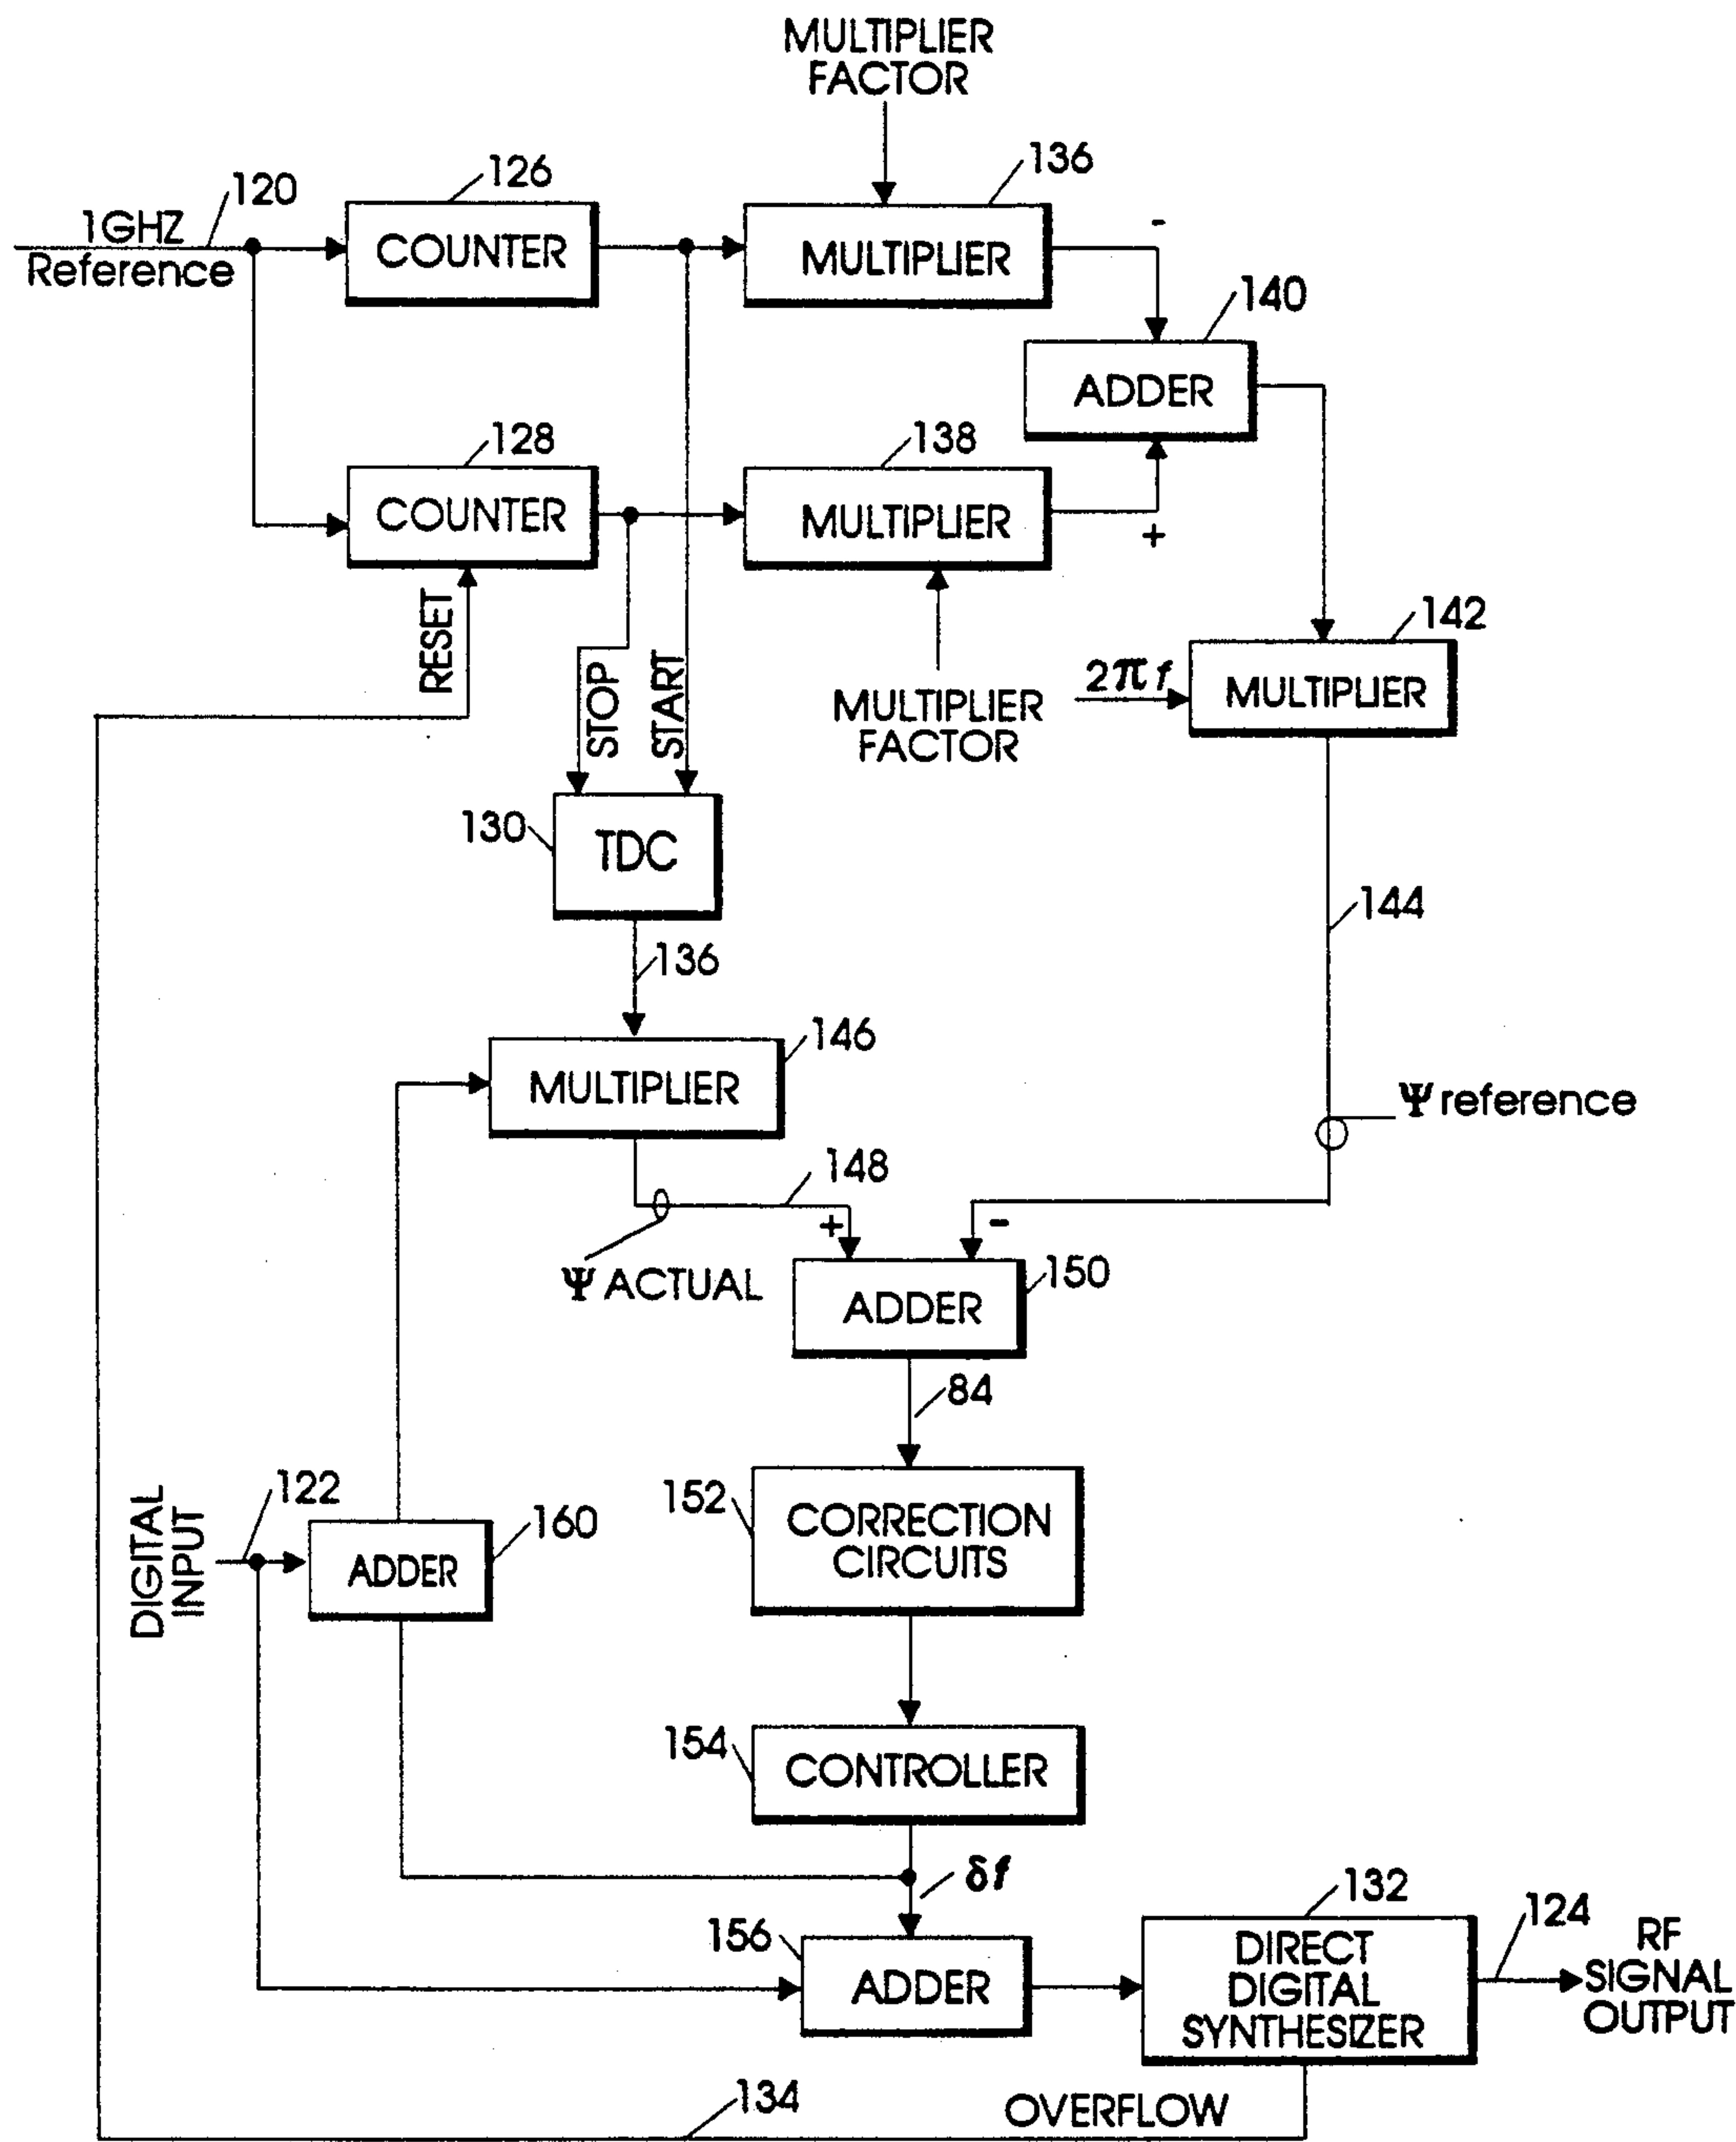 MULTIPLIER
FACTOR
136
126
120
1GHZ
Reference
COUNTER
MULTIPLIER
-
140
ADDER
128
138
COUNTER
MULTIPLIER
+
RESET
STOP
START
MULTIPLIER
FACTOR
142
2πf
MULTIPLIER
130
TDC
144
136
146
MULTIPLIER
Ψ reference
148
+
-
Ψ ACTUAL
150
ADDER
84
122
DIGITAL
INPUT
160
ADDER
152
CORRECTION
CIRCUITS
154
CONTROLLER
δf
132
124
156
ADDER
DIRECT
DIGITAL
SYNTHESIZER
RF
SIGNAL
OUTPUT
134
OVERFLOW